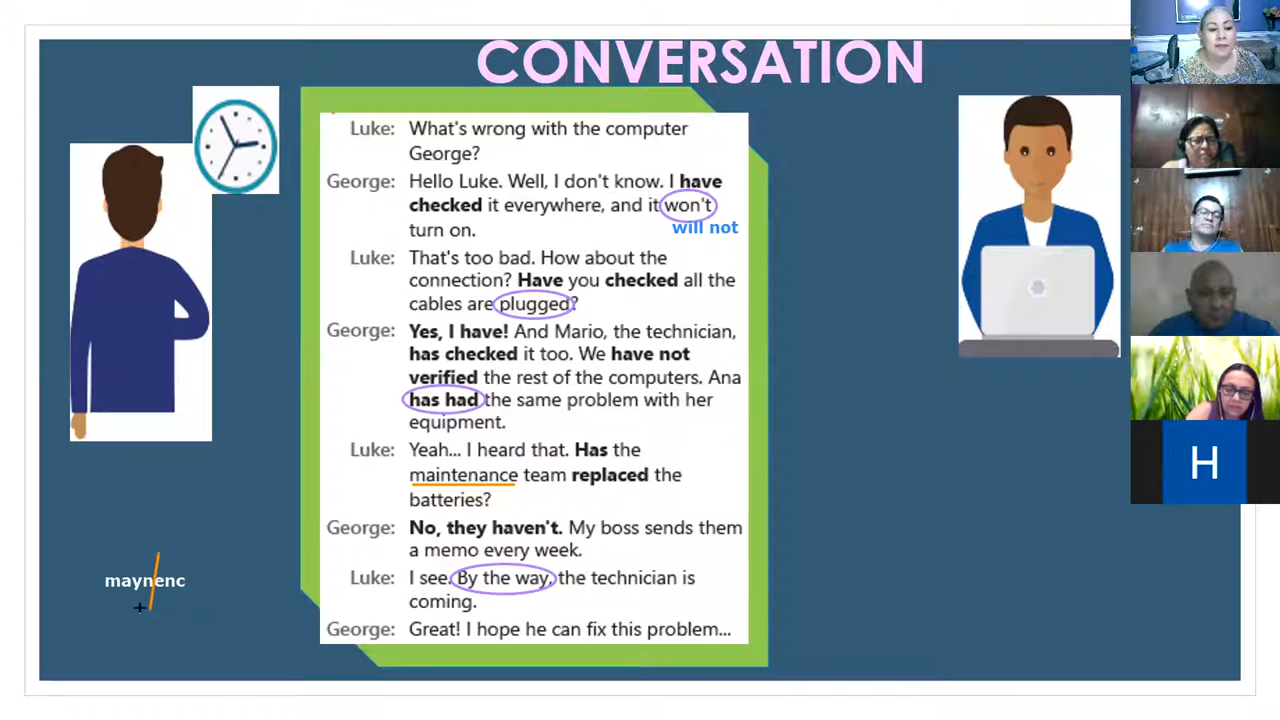 CONVERSATION
Luke: What's wrong with the computer
George?
George: Hello Luke. Well, I don't know. I have
checked it everywhere, and it won't
will not
turn on.
Luke: That's too bad. How about the
connection? Have you checked all the
cables are plugged?
George: Yes, I have! And Mario, the technician,
has checked it too. We have not
verified the rest of the computers. Ana
has had the same problem with her
equipment.
Luke: Yeah... I heard that. Has the
maintenance team replaced the
batteries?
George: No, they haven't. My boss sends them
a memo every week.
Luke: I see. By the way, the technician is
coming.
George: Great! I hope he can fix this problem...
maynenc
H